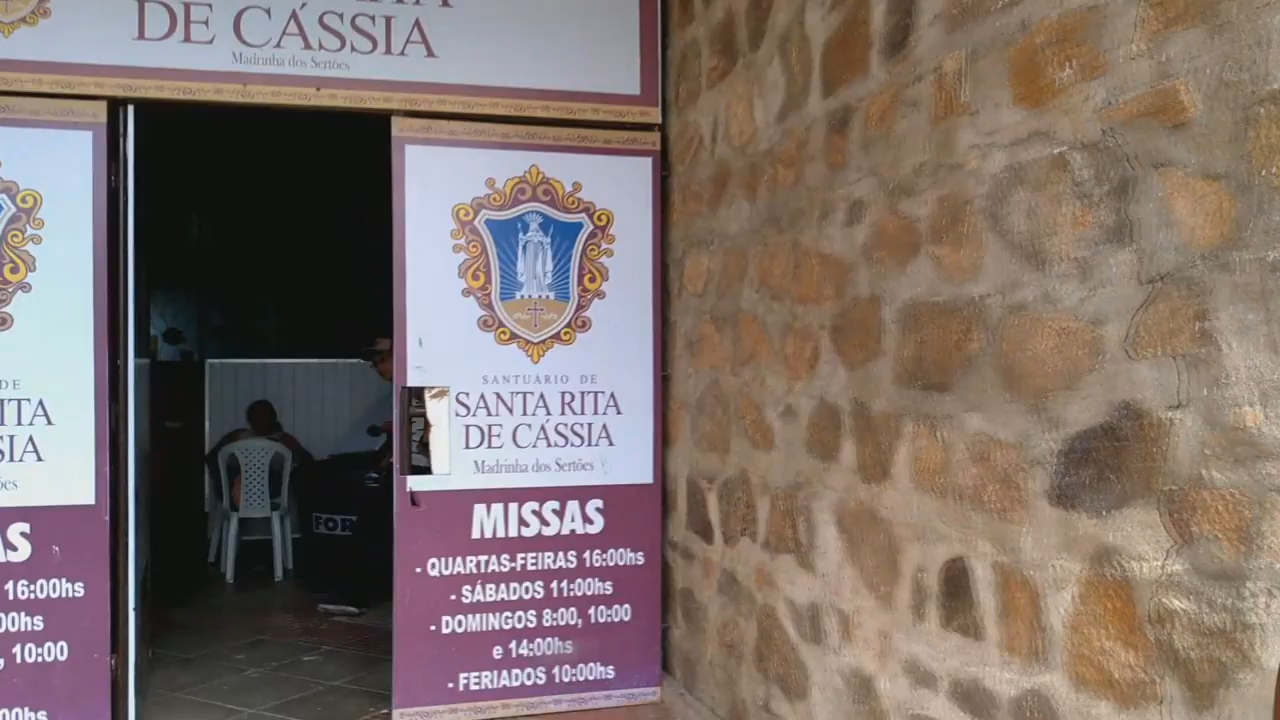 DE CÁSSIA
Madrinha dos Sertões
SANTUÁRIO DE
SANTA RITA
DE CÁSSIA
Madrinha dos Sertões
MISSAS
- QUARTAS-FEIRAS 16:00hs
- SÁBADOS 11:00hs
- DOMINGOS 8:00, 10:00
e 14:00hs
- FERIADOS 10:00hs
DE
ITA
SIA
ões
AS
16:00hs
00hs
, 10:00
00hs
FOR